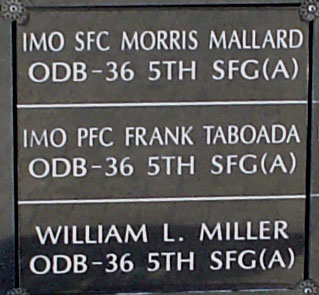 IMO SFC MORRIS MALLARD
ODB-36 5TH SFG(A)
IMO PFC FRANK TABOADA
ODB-36 5TH SFG(A)
WILLIAM L. MILLER
ODB-36 5TH SFG(A)